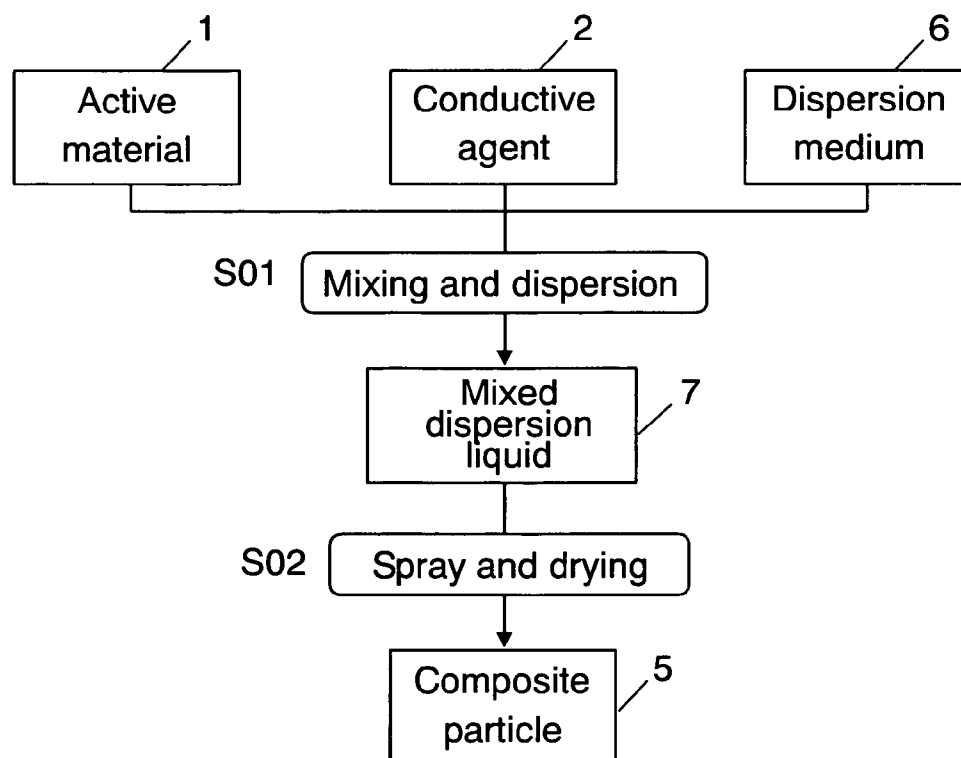 1
2
6
Active
material
Conductive
agent
Dispersion
medium
S01
Mixing and dispersion
Mixed
dispersion
liquid
7
S02
Spray and drying
Composite
particle
5